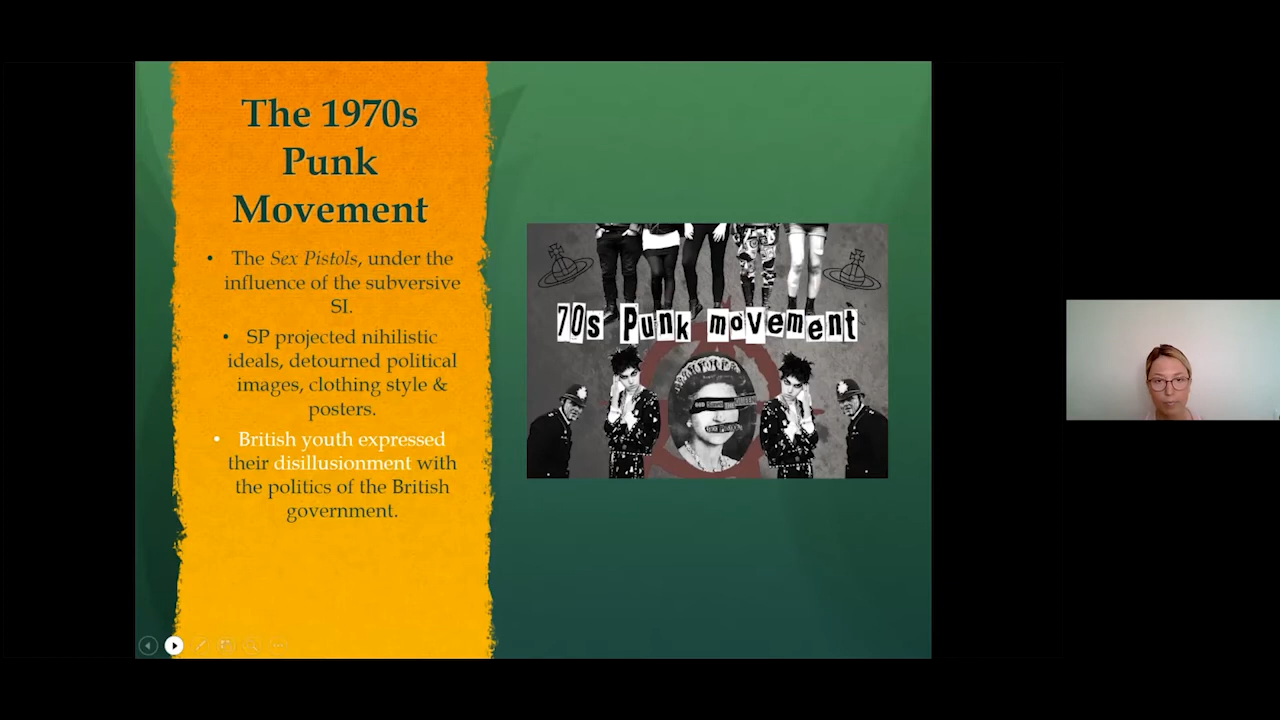 The 1970s
Punk
Movement
• The Sex Pistols, under the
influence of the subversive
SI.
• SP projected nihilistic
ideals, detourned political
images, clothing style &
posters.
• British youth expressed
their disillusionment with
the politics of the British
government.
70s Punk movement